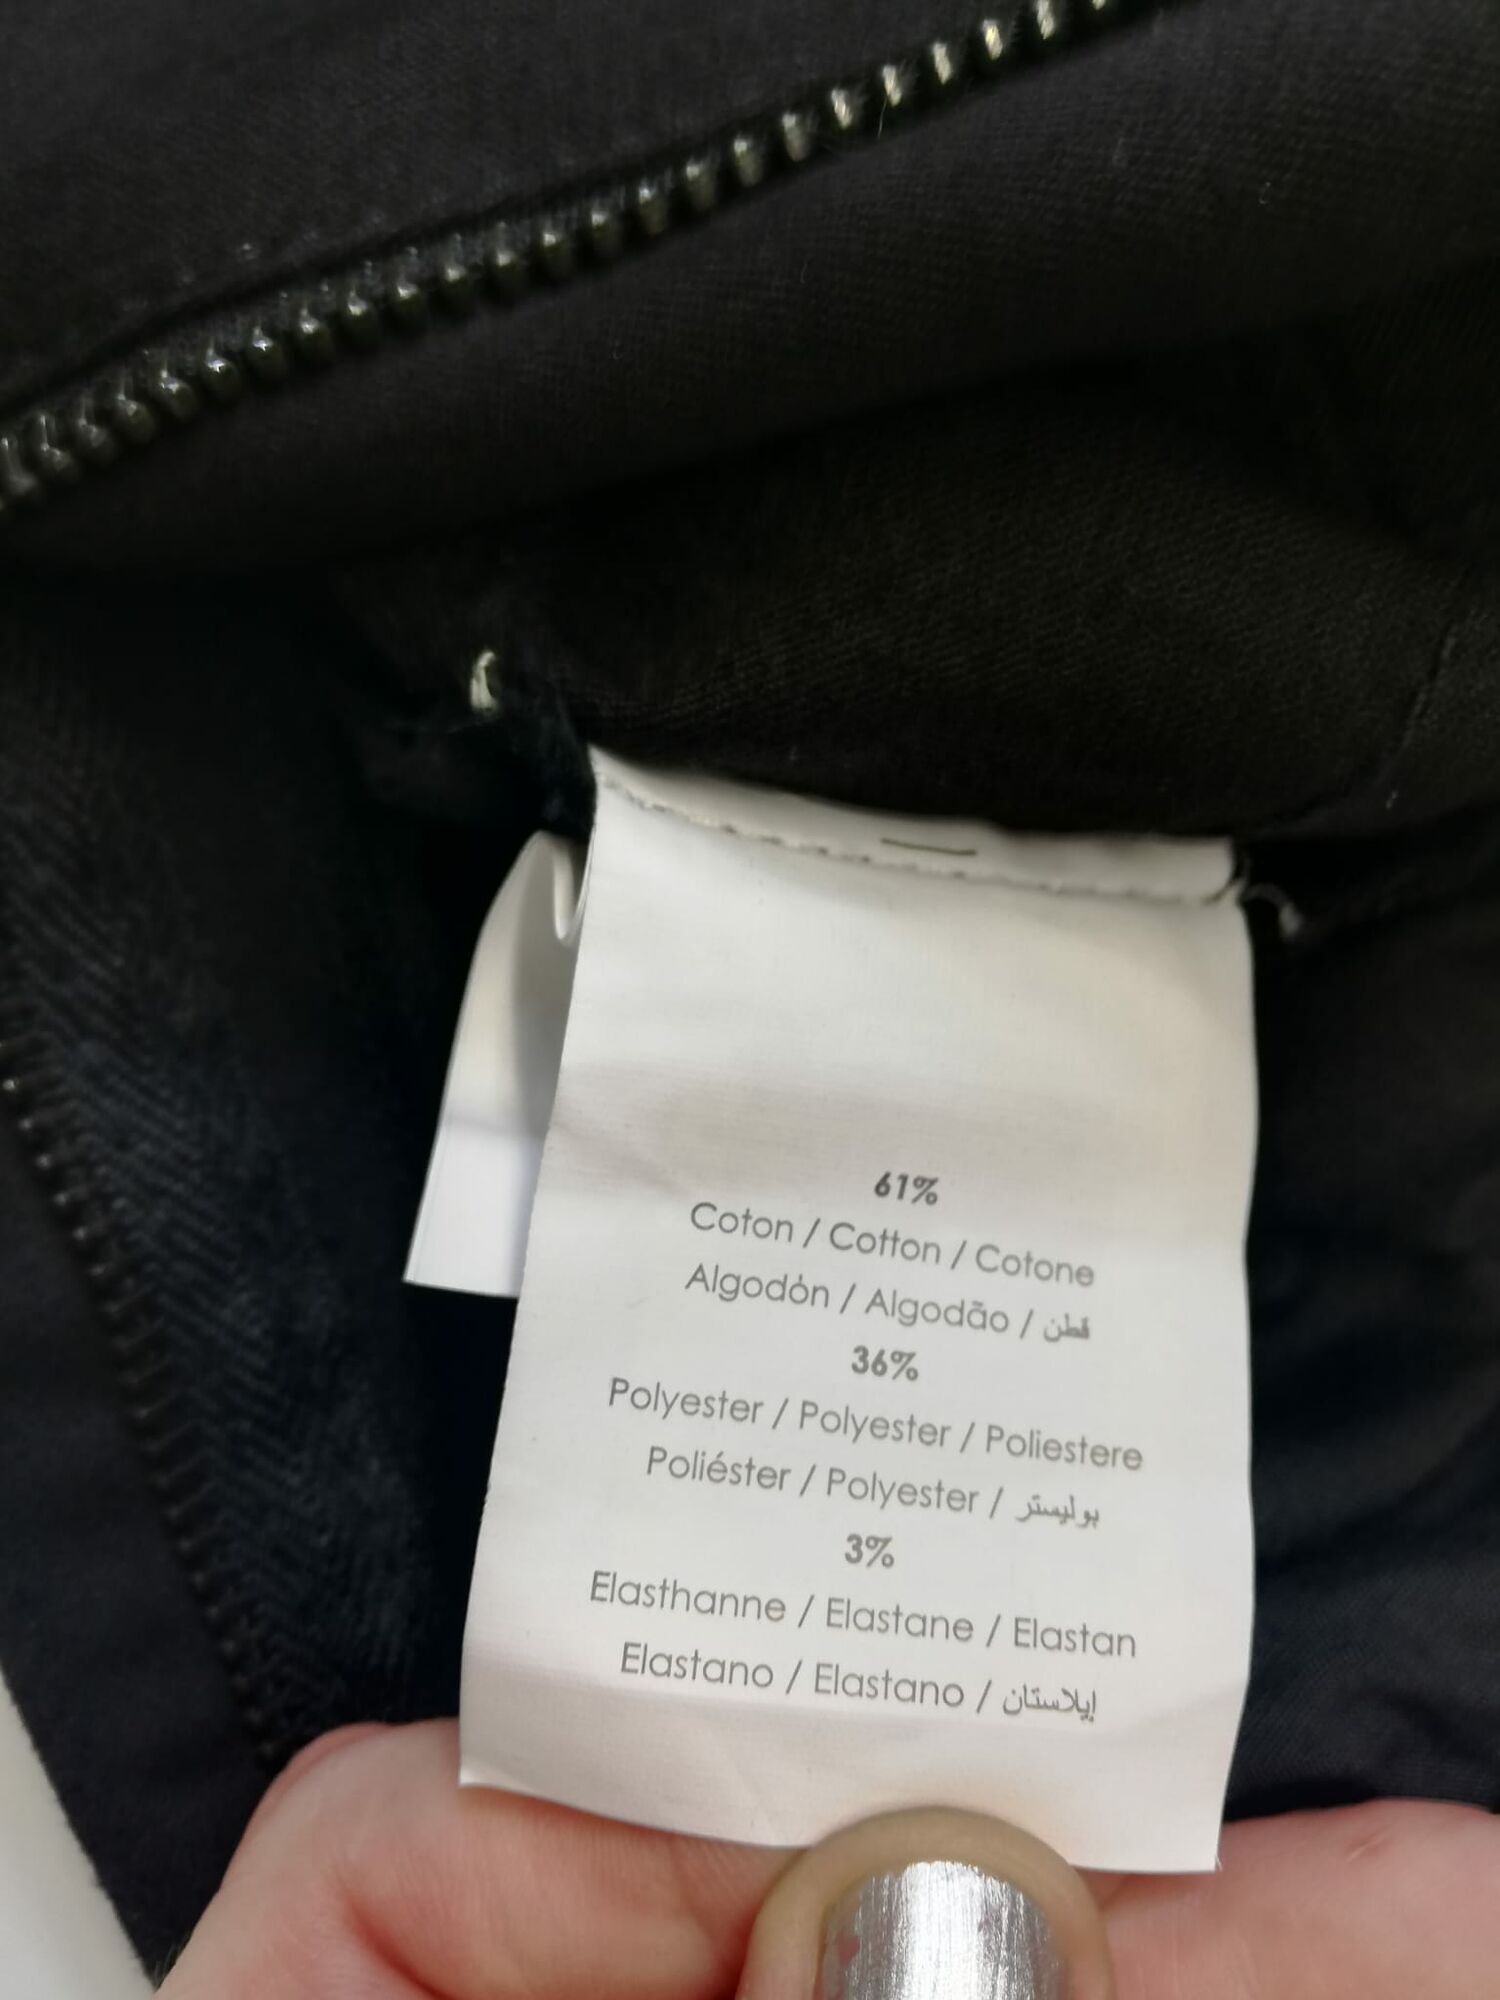 61%
Coton / Cotton / Cotone
Algodón / Algodão / قطن
36%
Polyester / Polyester / Poliestere
Poliéster / Polyester / بوليستر
3%
Elasthanne / Elastane / Elastan
Elastano / Elastano / إيلاستان